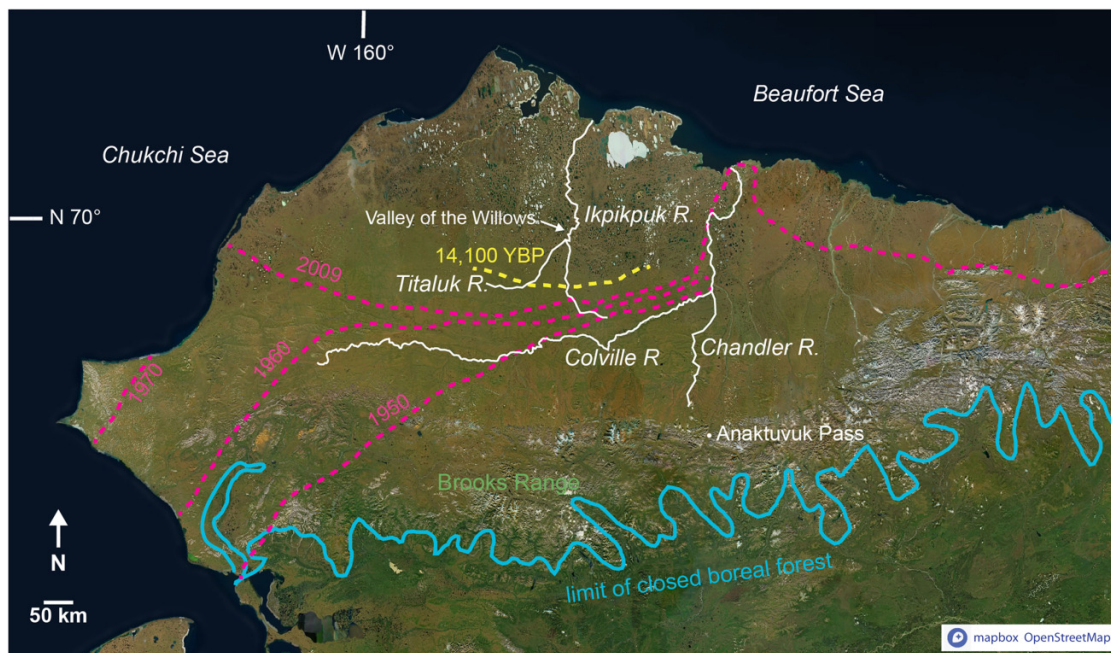 W 160°
Beaufort Sea
Chukchi Sea
N 70°
Valley of the Willows
Ikpikpuk R.
14,100 YBP
2009
Titaluk R.
1960
1970
Colville R.
Chandler R.
1950
Anaktuvuk Pass
Brooks Range
N
limit of closed boreal forest
50 km
mapbox OpenStreetMap